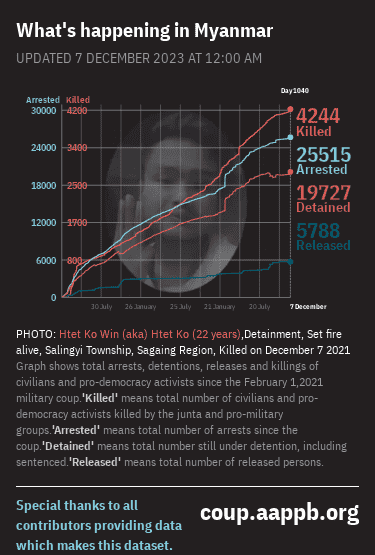 What's happening in Myanmar
UPDATED 7 DECEMBER 2023 AT 12:00 AM
Day1040
Arrested Killed
30000 4200
24000 3400
18000 2500
12000 1700
6000 800
0
4244
Killed
25515
Arrested
19727
Detained
5788
Released
30 July 26 January 25 July 21 January 20 July 7 December
PHOTO: Htet Ko Win (aka) Htet Ko (22 years),Detainment, Set fire
alive, Salingyi Township, Sagaing Region, Killed on December 7 2021
Graph shows total arrests, detentions, releases and killings of
civilians and pro-democracy activists since the February 1,2021
military coup.'Killed' means total number of civilians and pro-
democracy activists killed by the junta and pro-military
groups.'Arrested' means total number of arrests since the
coup.'Detained' means total number still under detention, including
sentenced.'Released' means total number of released persons.
Special thanks to all
contributors providing data
which makes this dataset.
coup.aappb.org